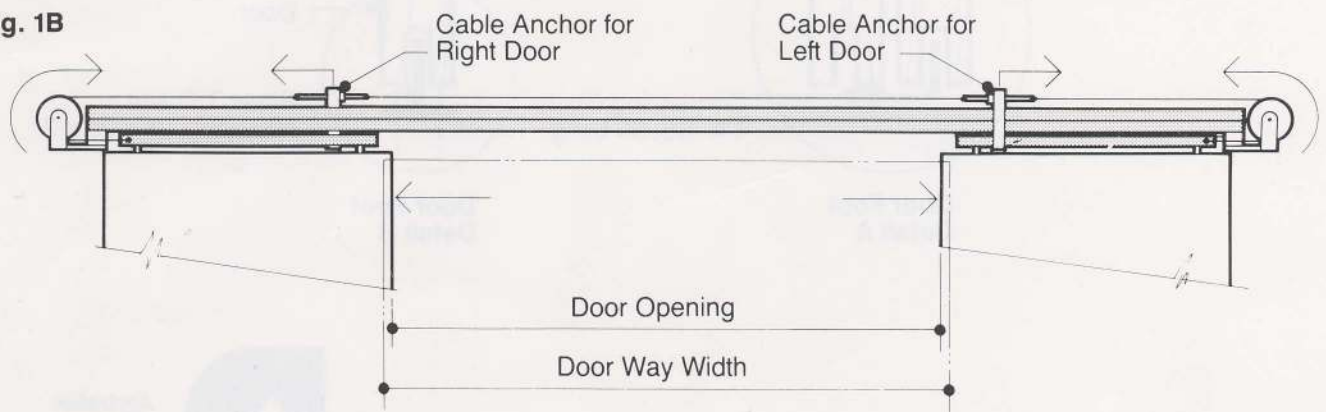 g. 1B
Cable Anchor for
Right Door
Cable Anchor for
Left Door
Door Opening
Door Way Width